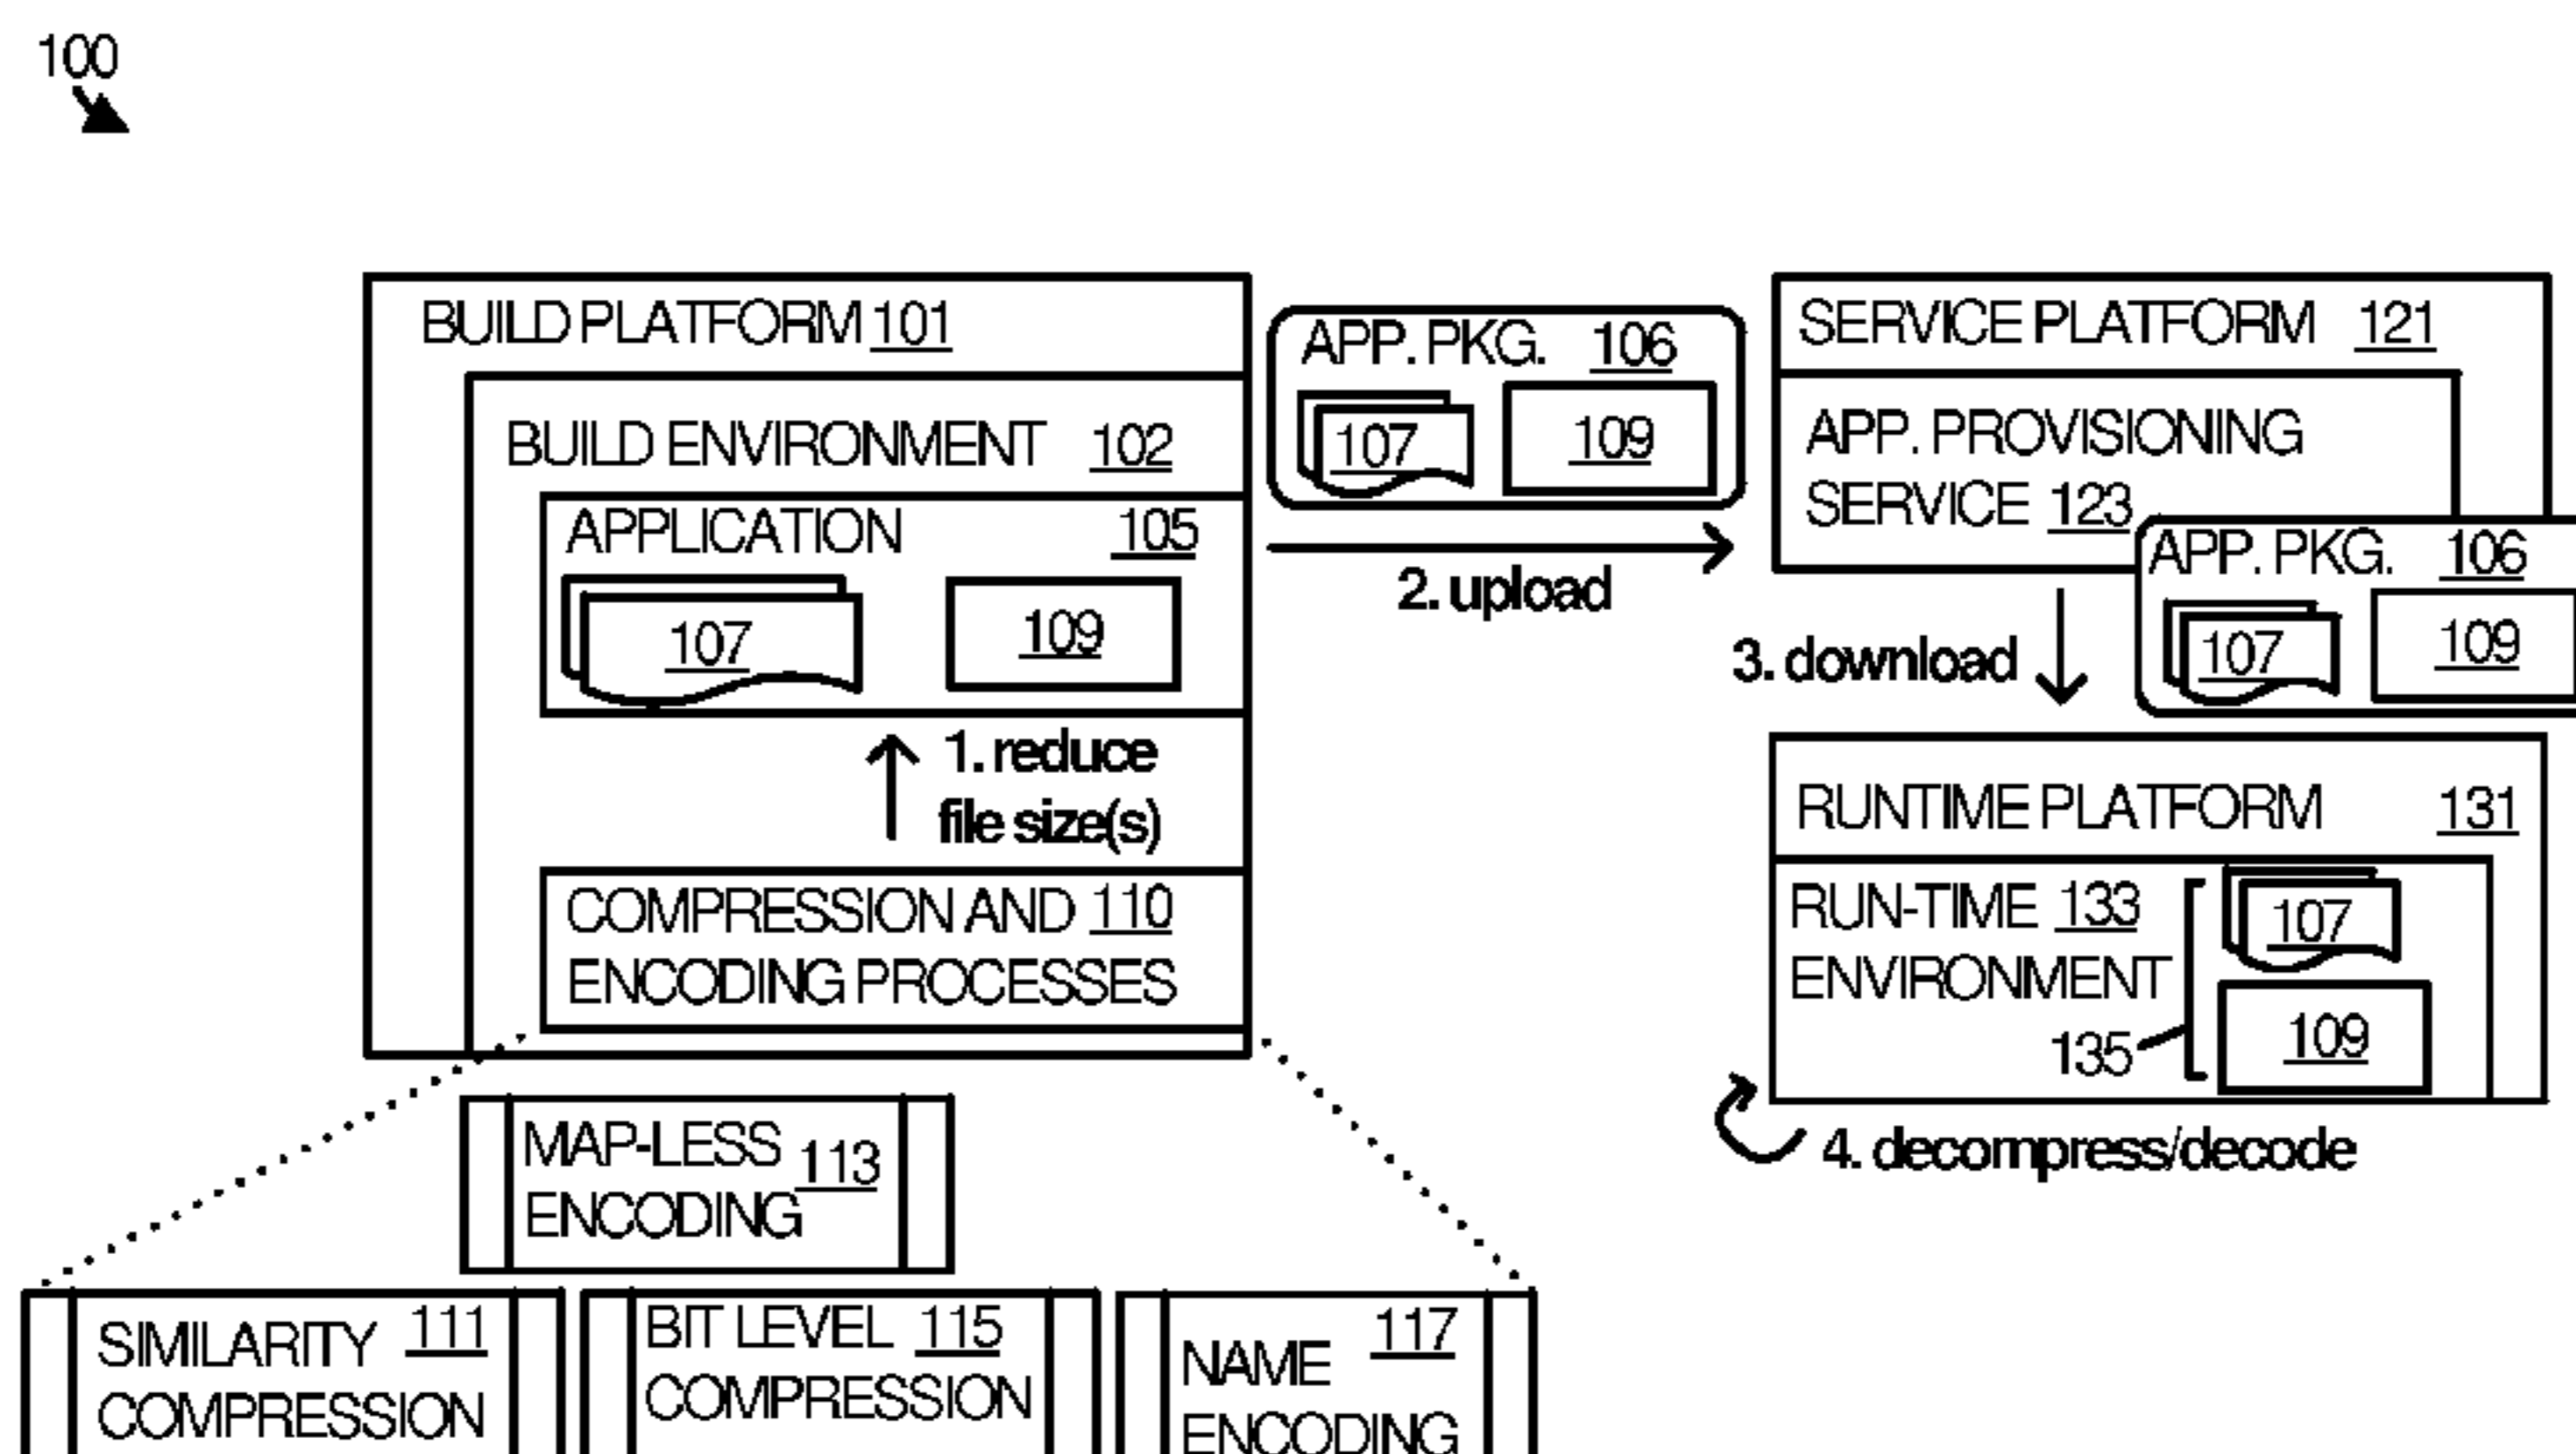 100
BUILD PLATFORM 101
BUILD ENVIRONMENT 102
APPLICATION 105
107 109
1. reduce
file size(s)
COMPRESSION AND 110
ENCODING PROCESSES
APP. PKG. 106
107 109
2. upload
SERVICE PLATFORM 121
APP. PROVISIONING
SERVICE 123
APP. PKG. 106
107 109
3. download
RUNTIME PLATFORM 131
RUN-TIME 133
ENVIRONMENT
107
109
135
4. decompress/decode
MAP-LESS 113
ENCODING
SIMILARITY 111
COMPRESSION
BIT LEVEL 115
COMPRESSION
NAME 117
ENCODING